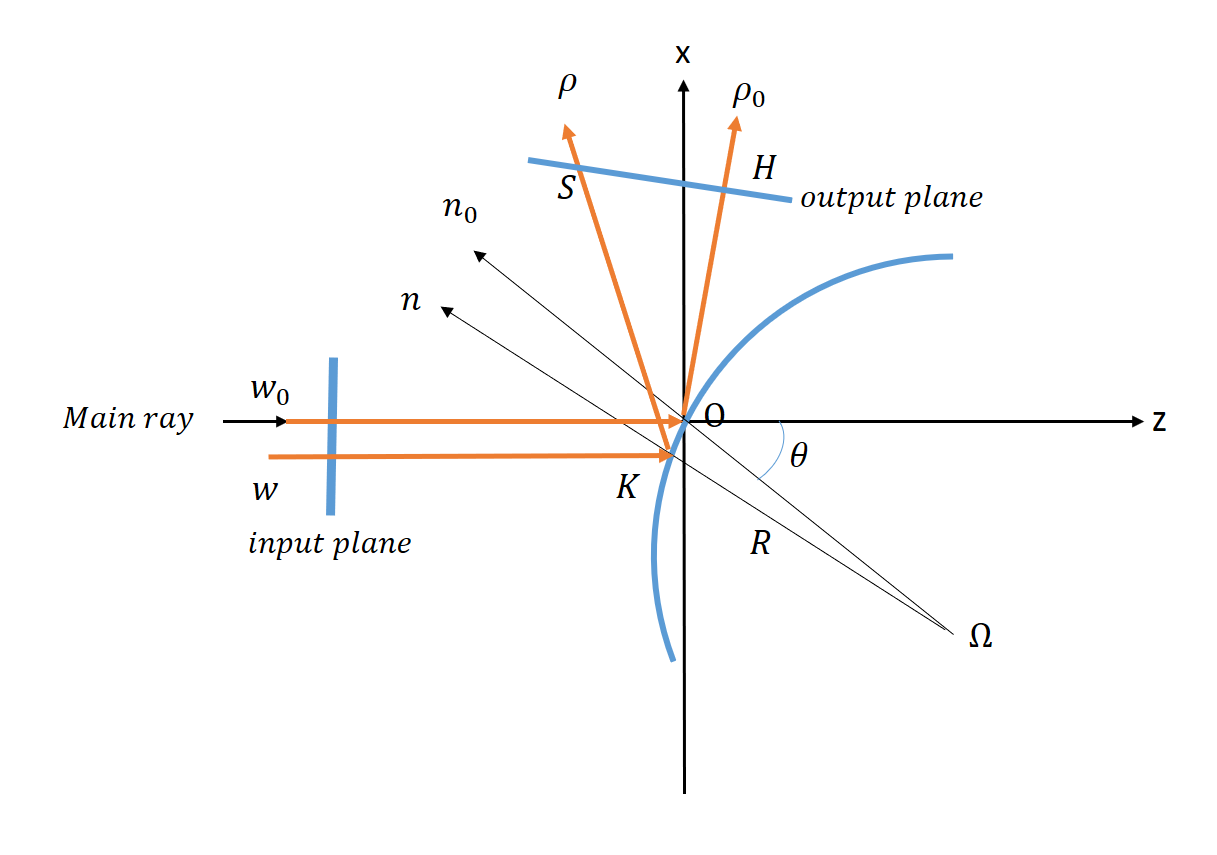 x
ρ
ρ₀
H
S
output plane
n₀
n
w₀
Main ray
O
z
θ
w
K
input plane
R
Ω